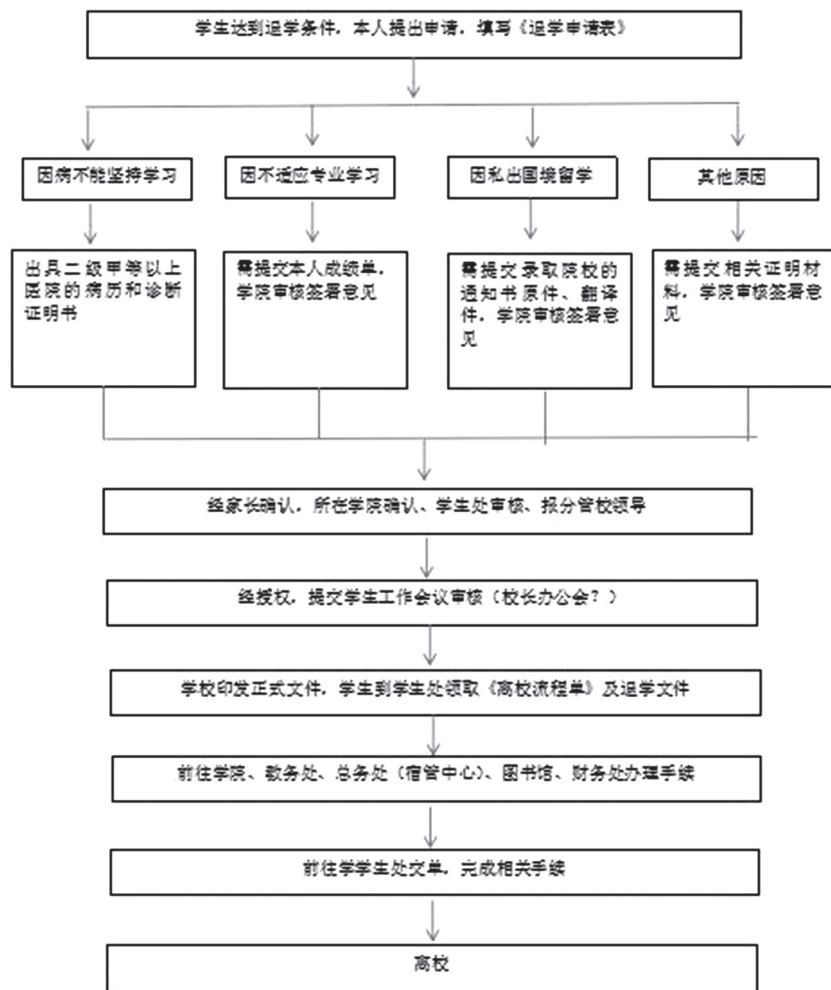 学生达到退学条件，本人提出申请，填写《退学申请表》
因病不能坚持学习
因不适应专业学习
因私出国境留学
其他原因
出具二级甲等以上
医院的病历和诊断
证明书
需提交本人成绩单，
学院审核签署意见
需提交录取院校的
通知书原件、翻译
件，学院审核签署意
见
需提交相关证明材
料，学院审核签署意
见
经家长确认，所在学院确认、学生处审核、报分管校领导
经授权，提交学生工作会议审核（校长办公会？）
学校印发正式文件，学生到学生处领取《离校流程单》及退学文件
前往学院、教务处、总务处（宿管中心）、图书馆、财务处办理手续
前往学学生处交单，完成相关手续
离校